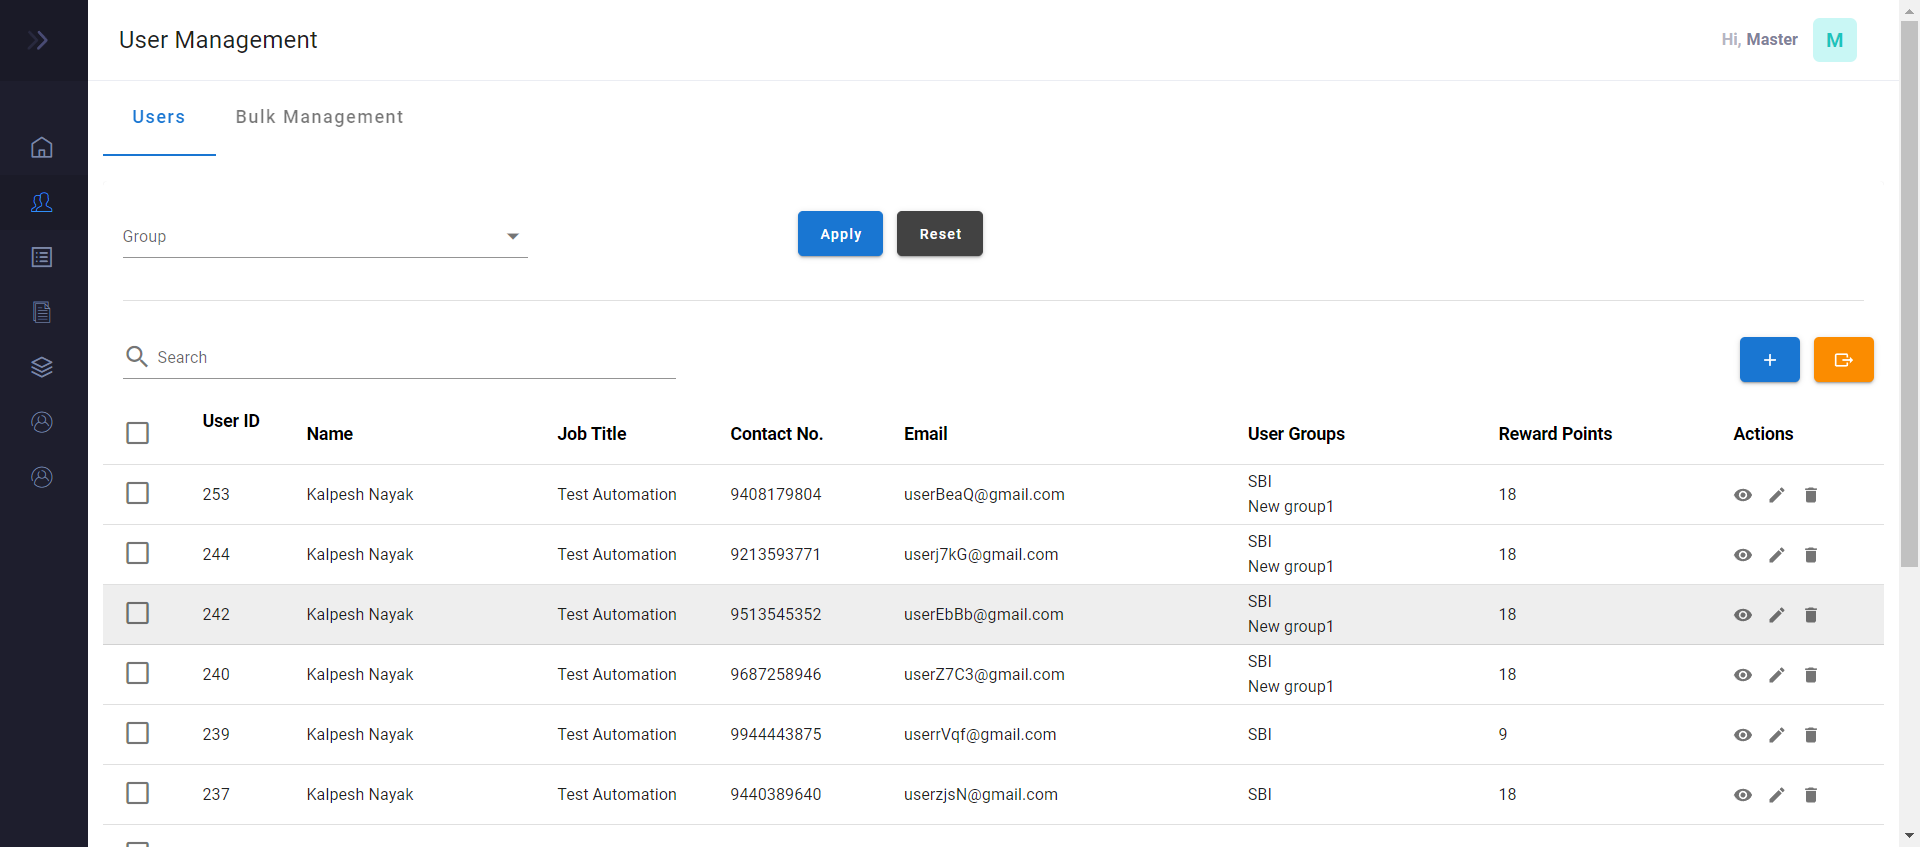 User Management
Hi, Master
M
Users
Bulk Management
Group
Apply
Reset
Search
+
User ID Name Job Title Contact No. Email User Groups Reward Points Actions
253 Kalpesh Nayak Test Automation 9408179804 userBeaQ@gmail.com SBI New group1 18
244 Kalpesh Nayak Test Automation 9213593771 userj7kG@gmail.com SBI New group1 18
242 Kalpesh Nayak Test Automation 9513545352 userEbBb@gmail.com SBI New group1 18
240 Kalpesh Nayak Test Automation 9687258946 userZ7C3@gmail.com SBI New group1 18
239 Kalpesh Nayak Test Automation 9944443875 userrVqf@gmail.com SBI 9
237 Kalpesh Nayak Test Automation 9440389640 userzjsN@gmail.com SBI 18